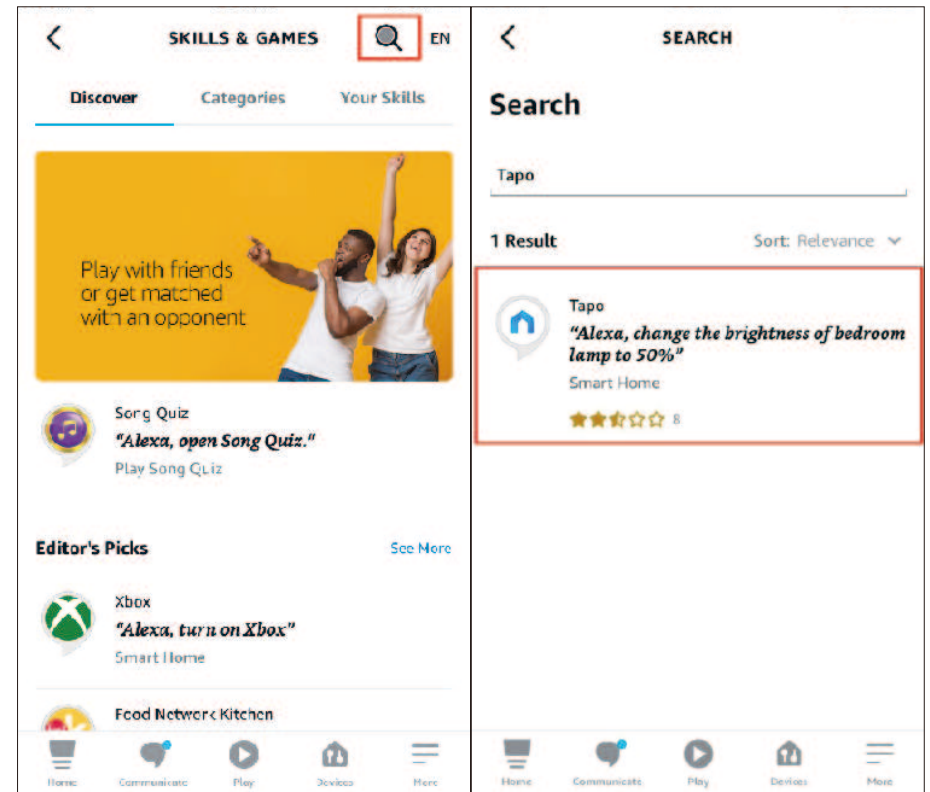 SKILLS & GAMES
EN
Discover
Categories
Your Skills
Play with friends
or get matched
with an opponent
Song Quiz
"Alexa, open Song Quiz."
Play Song Quiz
Editor's Picks
See More
Xbox
"Alexa, turn on Xbox"
Smart Home
Food Network Kitchen
Home
Communicate
Play
Devices
More
SEARCH
Search
Tapo
1 Result
Sort: Relevance
Tapo
"Alexa, change the brightness of bedroom
lamp to 50%"
Smart Home
8
Home
Communicate
Play
Devices
More